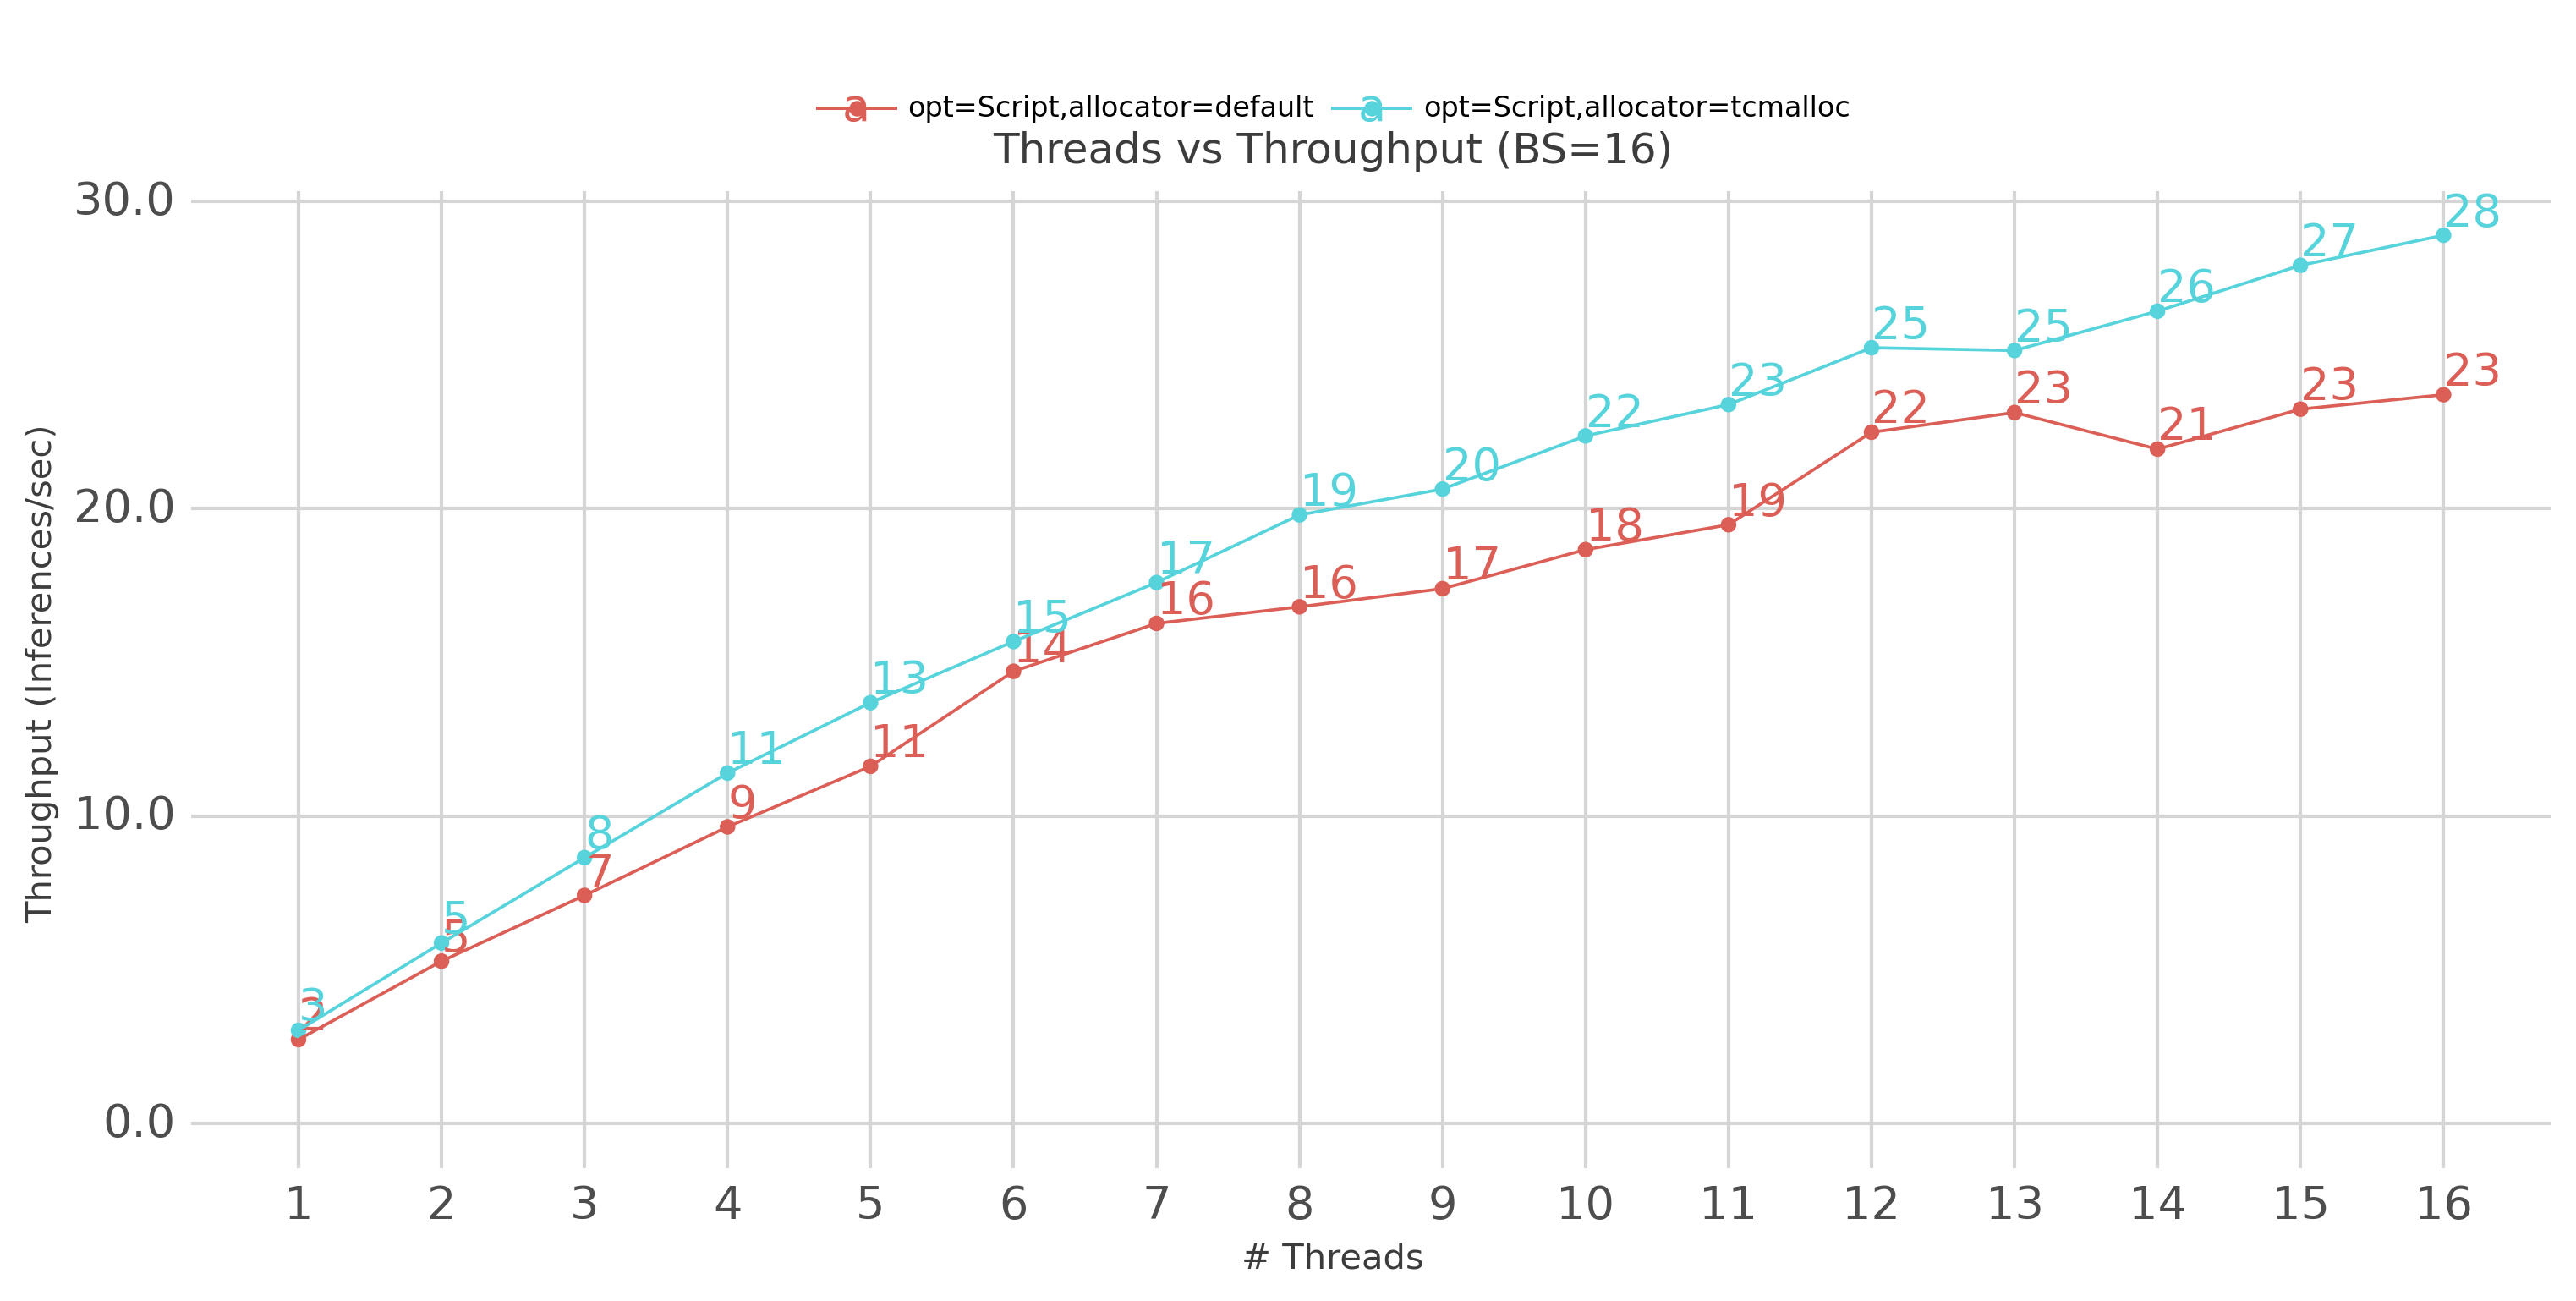 a opt=Script,allocator=default a opt=Script,allocator=tcmalloc
Threads vs Throughput (BS=16)
Throughput (Inferences/sec)
30.0
20.0
10.0
0.0
3 5 8 11 13 15 17 19 20 22 23 25 25 26 27 28
2 5 7 9 11 14 16 16 17 18 19 22 23 21 23 23
1 2 3 4 5 6 7 8 9 10 11 12 13 14 15 16
# Threads